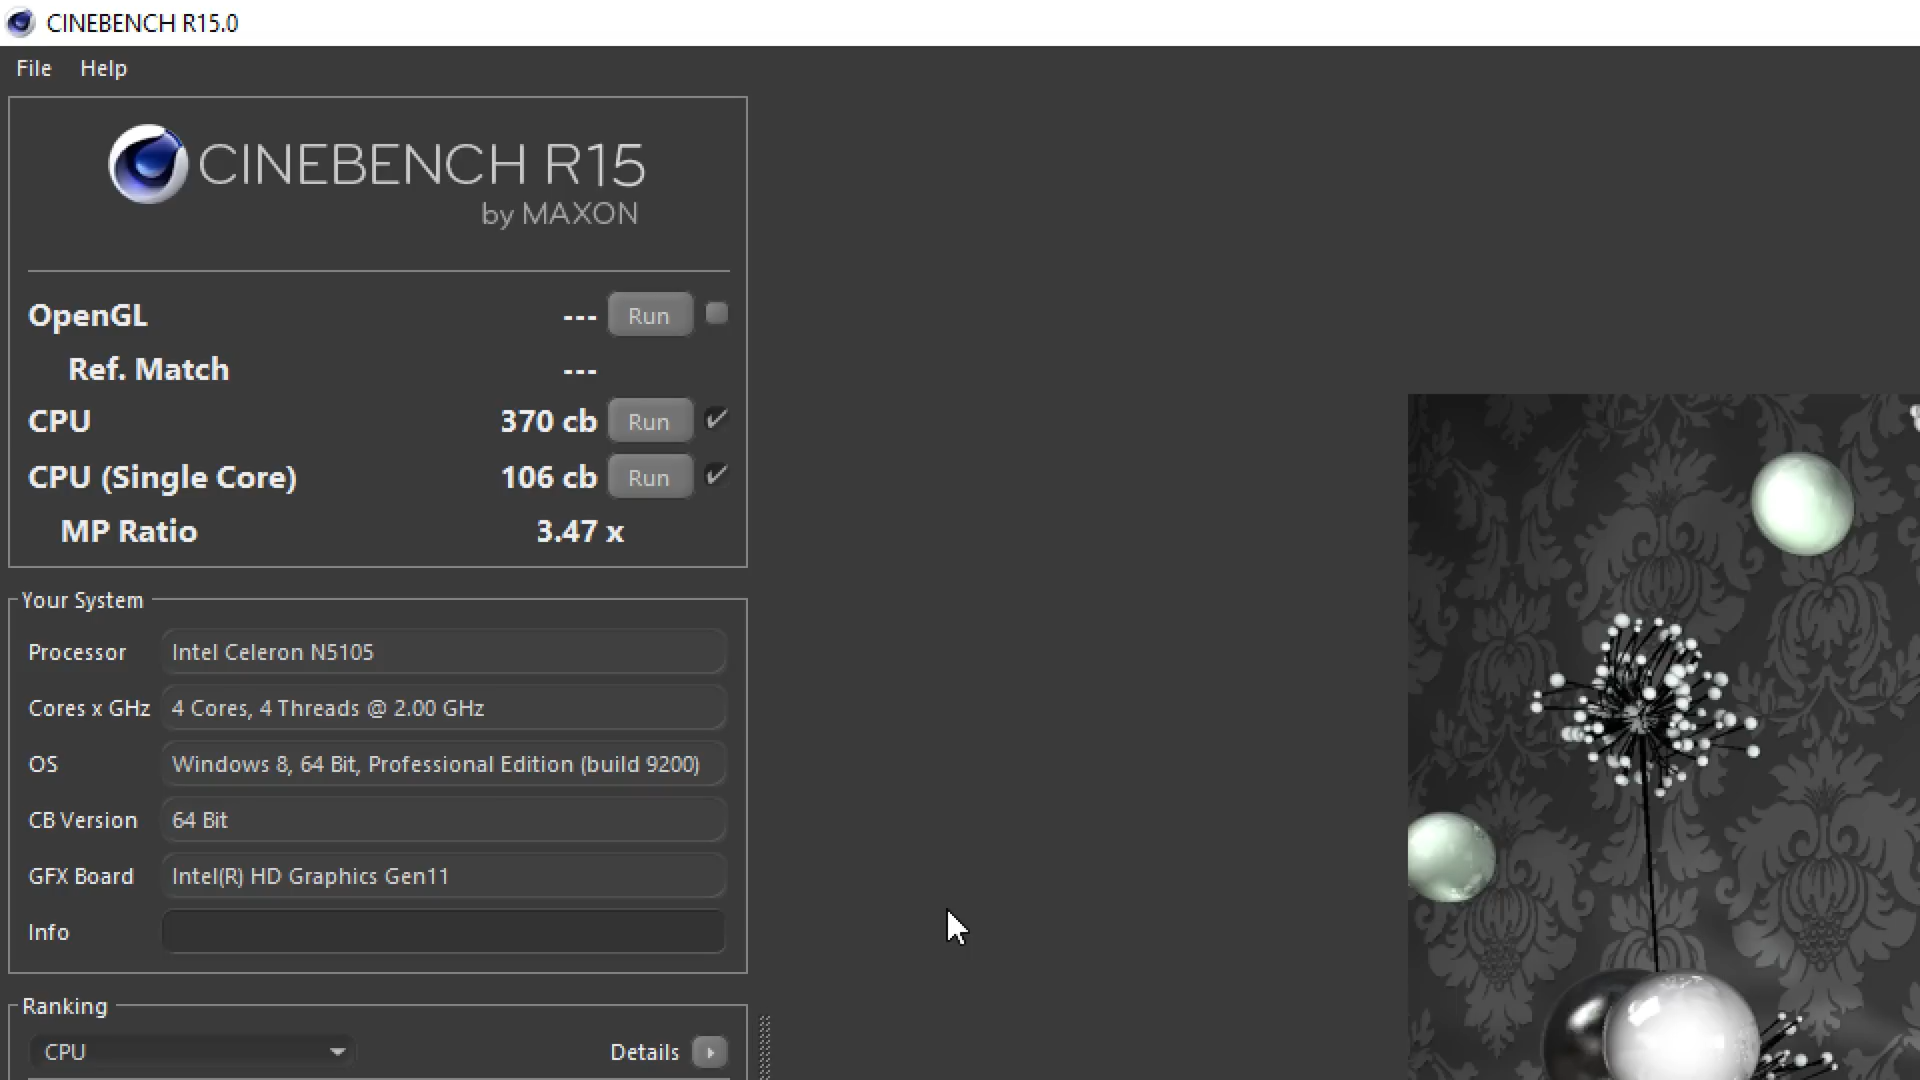 CINEBENCH R15.0
File Help
CINEBENCH R15
by MAXON
OpenGL --- Run
Ref. Match ---
CPU 370 cb Run
CPU (Single Core) 106 cb Run
MP Ratio 3.47 x
Your System
Processor Intel Celeron N5105
Cores x GHz 4 Cores, 4 Threads @ 2.00 GHz
OS Windows 8, 64 Bit, Professional Edition (build 9200)
CB Version 64 Bit
GFX Board Intel(R) HD Graphics Gen11
Info
Ranking
CPU Details